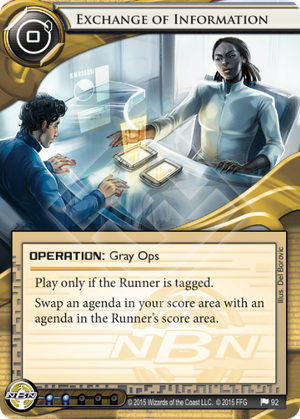 0
EXCHANGE OF INFORMATION
OPERATION: Gray Ops
Play only if the Runner is tagged.
Swap an agenda in your score area with an
agenda in the Runner's score area.
Illus. Del Borovic
NBN
NBN
© 2015 Wizards of the Coast LLC. © 2015 FFG
92